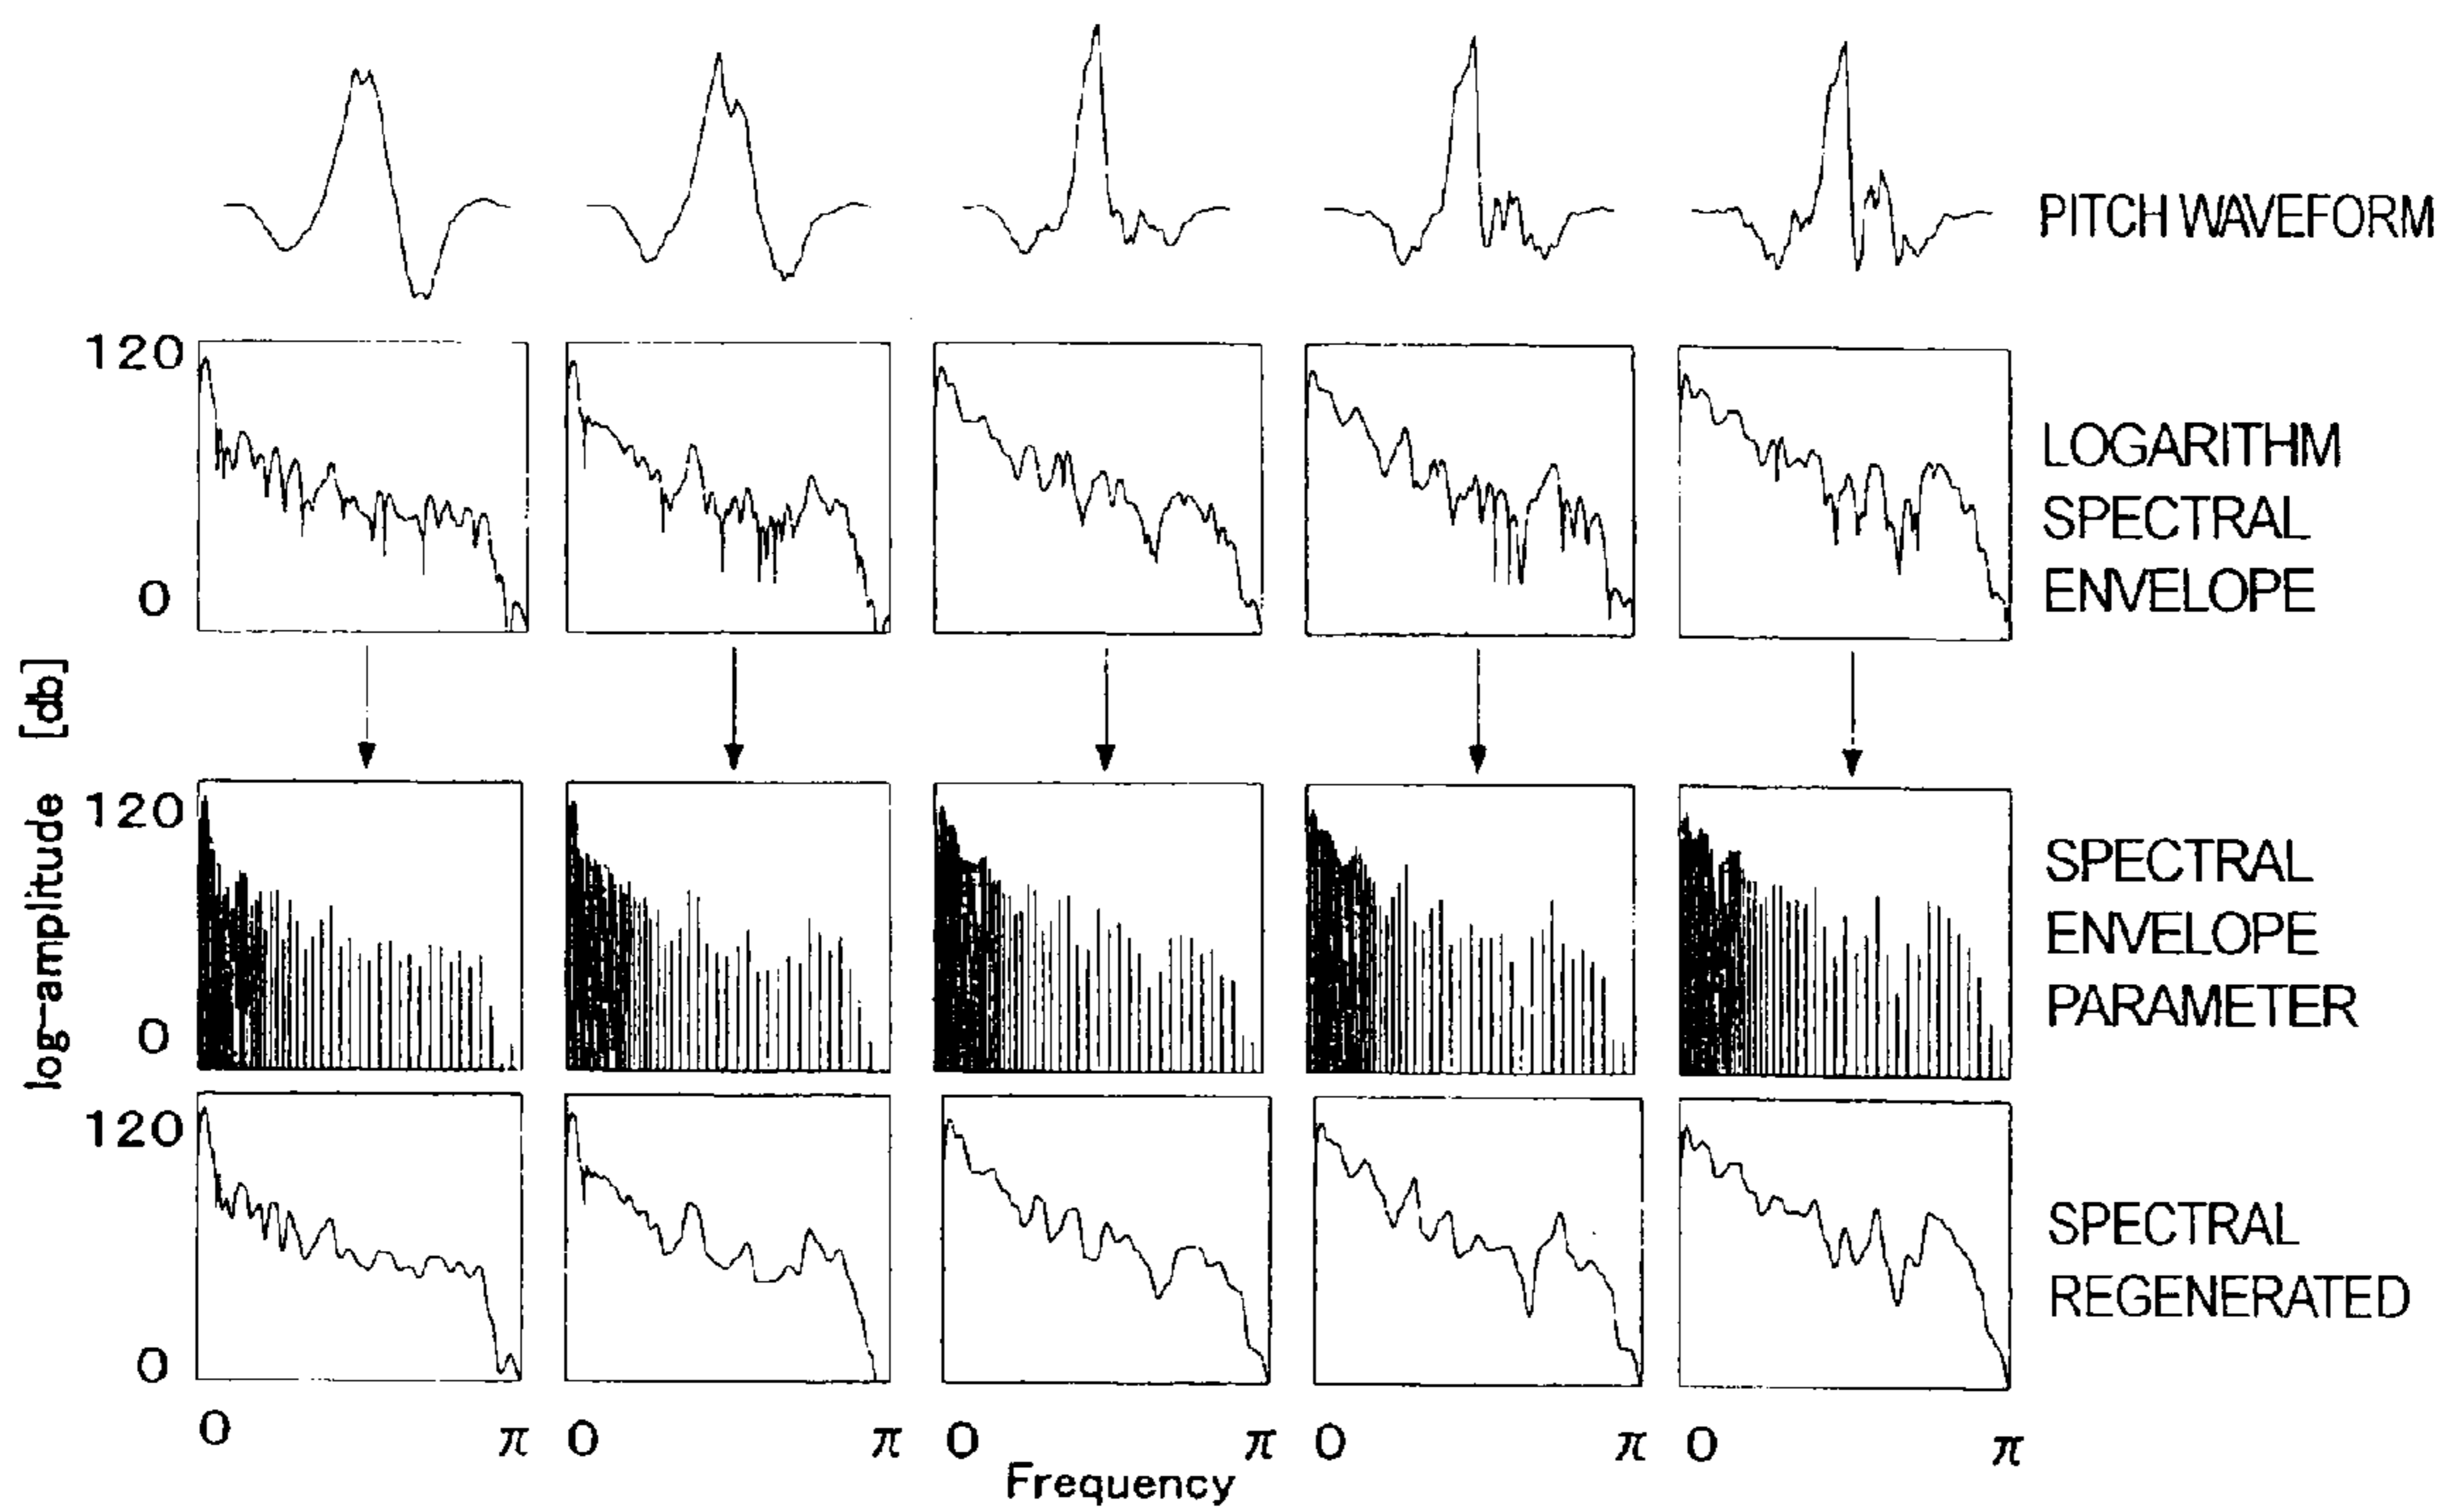 PITCH WAVEFORM
120
0
LOGARITHM
SPECTRAL
ENVELOPE
log-amplitude [db]
120
0
SPECTRAL
ENVELOPE
PARAMETER
120
0
SPECTRAL
REGENERATED
0 π 0 π 0 π 0 π 0 π
Frequency